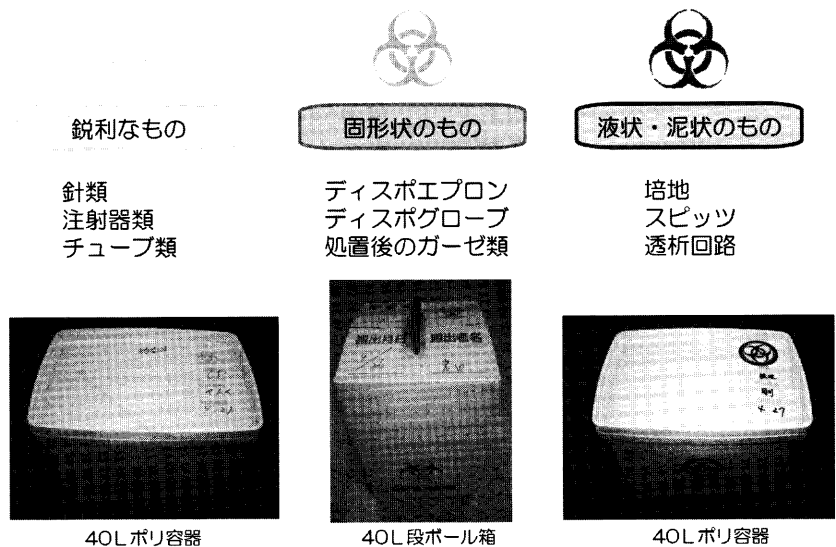 鋭利なもの
固形状のもの
液状・泥状のもの
針類
注射器類
チューブ類
ディスポエプロン
ディスポグローブ
処置後のガーゼ類
培地
スピッツ
透析回路
搬出月日
搬出者名
40Lポリ容器
40L段ボール箱
40Lポリ容器